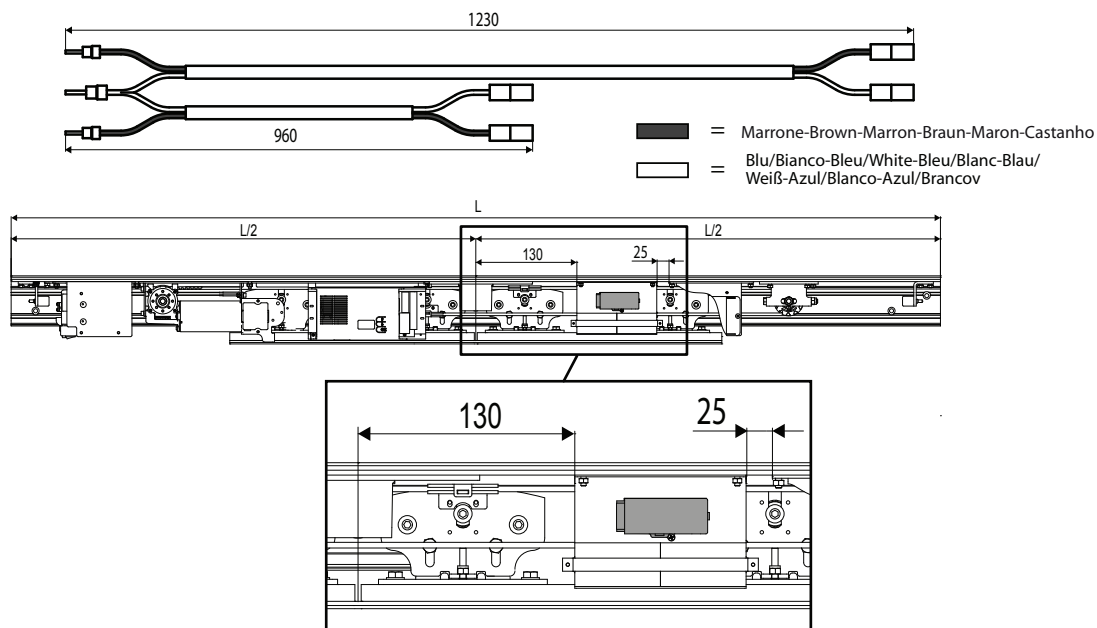 1230
960
= Marrone-Brown-Marron-Braun-Maron-Castanho
= Blu/Bianco-Bleu/White-Bleu/Blanc-Blau/
Weiß-Azul/Blanco-Azul/Brancov
L
L/2
L/2
130
25
130
25